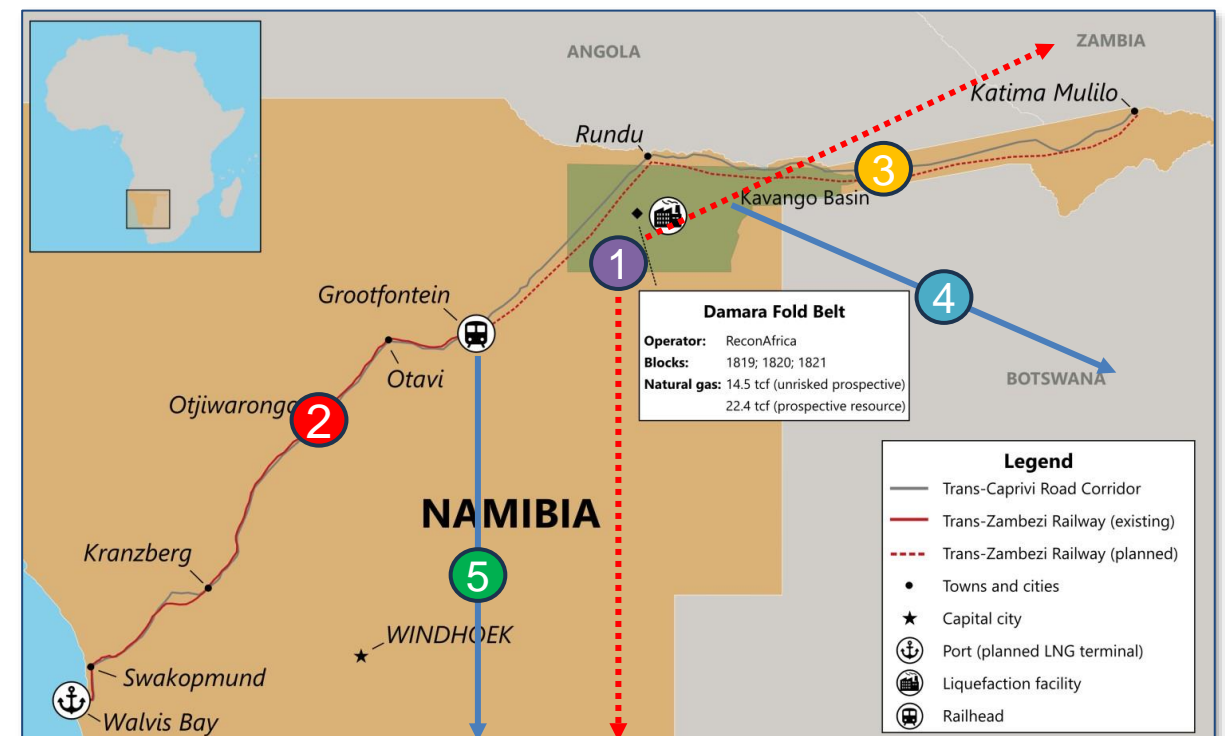 ANGOLA
ZAMBIA
Katima Mulilo
Rundu
3
Kavango Basin
1
4
Grootfontein
Damara Fold Belt
Operator: ReconAfrica
Blocks: 1819; 1820; 1821
Natural gas: 14.5 tcf (unrisked prospective)
22.4 tcf (prospective resource)
BOTSWANA
Otavi
Otjiwarongo
2
NAMIBIA
Kranzberg
5
WINDHOEK
Swakopmund
Walvis Bay
Legend
Trans-Caprivi Road Corridor
Trans-Zambezi Railway (existing)
Trans-Zambezi Railway (planned)
Towns and cities
Capital city
Port (planned LNG terminal)
Liquefaction facility
Railhead